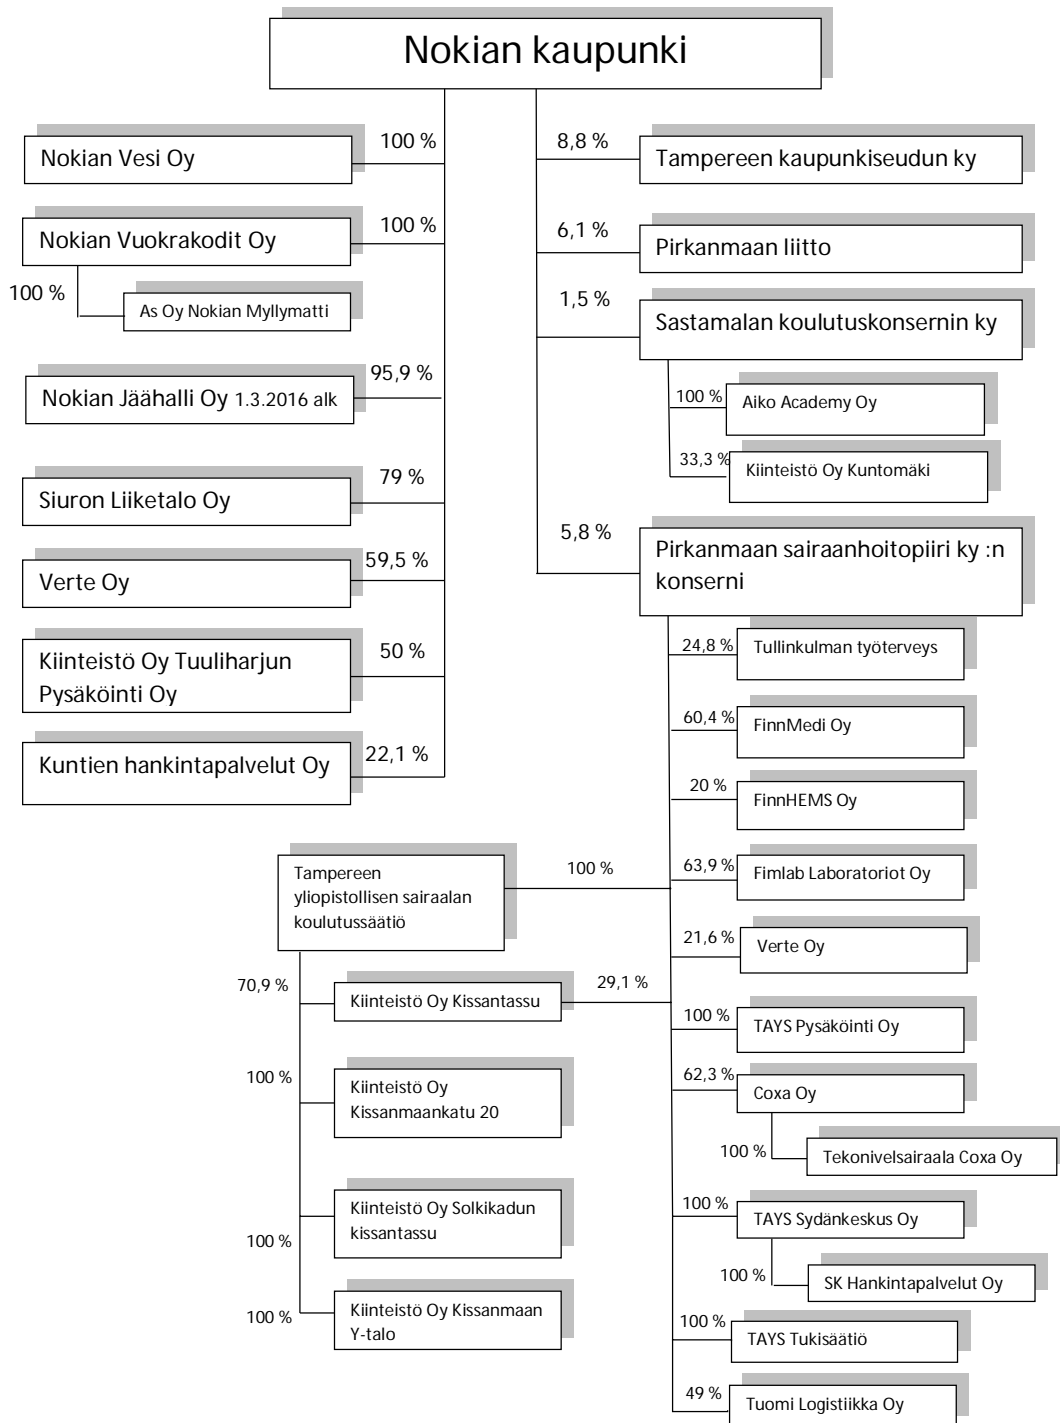 Nokian kaupunki
100 %
Nokian Vesi Oy
100 %
Nokian Vuokrakodit Oy
100 %
As Oy Nokian Myllymatti
95,9 %
Nokian Jäähalli Oy 1.3.2016 alk
79 %
Siuron Liiketalo Oy
59,5 %
Verte Oy
50 %
Kiinteistö Oy Tuuliharjun
Pysäköinti Oy
22,1 %
Kuntien hankintapalvelut Oy
8,8 %
Tampereen kaupunkiseudun ky
6,1 %
Pirkanmaan liitto
1,5 %
Sastamalan koulutuskonsernin ky
100 %
Aiko Academy Oy
33,3 %
Kiinteistö Oy Kuntomäki
5,8 %
Pirkanmaan sairaanhoitopiiri ky :n
konserni
24,8 %
Tullinkulman työterveys
60,4 %
FinnMedi Oy
20 %
FinnHEMS Oy
63,9 %
Fimlab Laboratoriot Oy
21,6 %
Verte Oy
100 %
TAYS Pysäköinti Oy
62,3 %
Coxa Oy
100 %
Tekonivelsairaala Coxa Oy
100 %
TAYS Sydänkeskus Oy
100 %
SK Hankintapalvelut Oy
100 %
TAYS Tukisäätiö
49 %
Tuomi Logistiikka Oy
100 %
Tampereen
yliopistollisen sairaalan
koulutussäätiö
70,9 %
Kiinteistö Oy Kissantassu
29,1 %
100 %
Kiinteistö Oy
Kissanmaankatu 20
100 %
Kiinteistö Oy Solkikadun
kissantassu
100 %
Kiinteistö Oy Kissanmaan
Y-talo